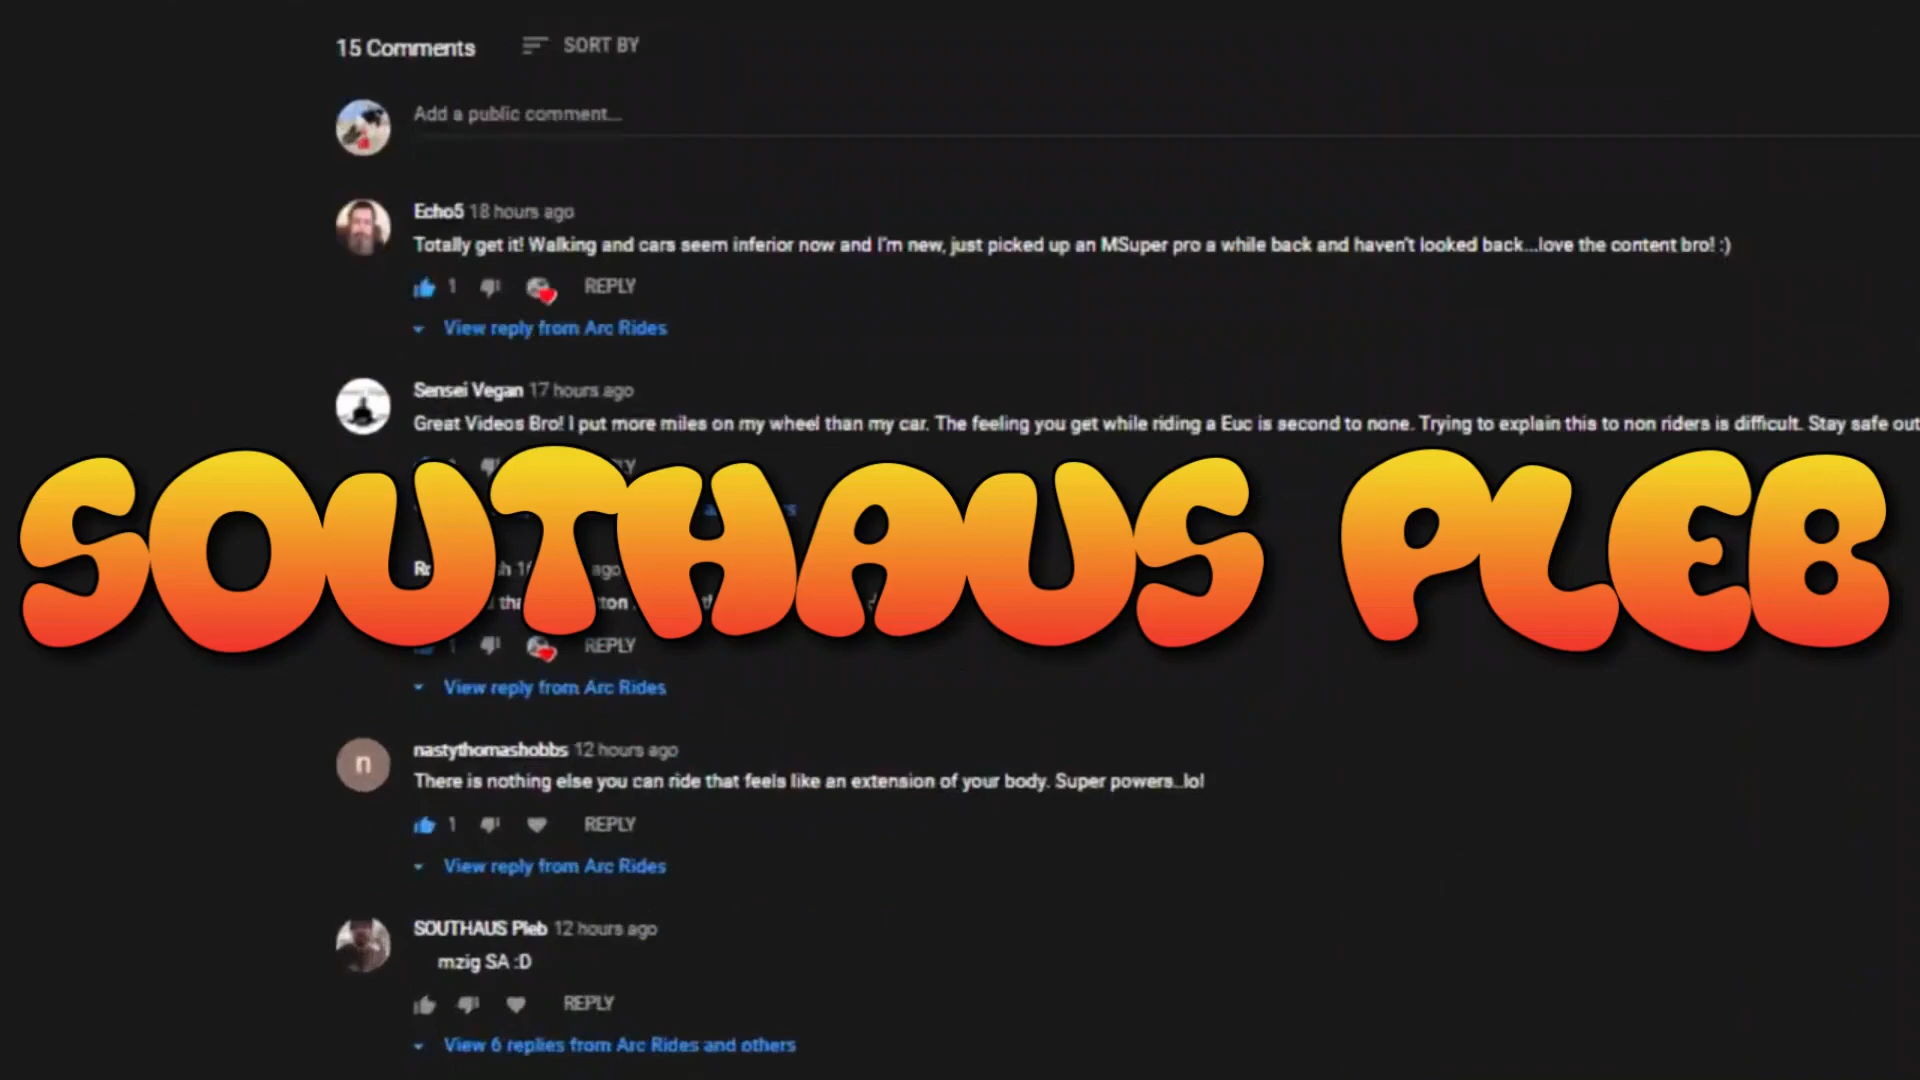 15 Comments SORT BY
Add a public comment...
Echo5 18 hours ago
Totally get it! Walking and cars seem inferior now and I'm new, just picked up an MSuper pro a while back and haven't looked back...love the content bro! :)
1 REPLY
View reply from Arc Rides
Sensei Vegan 17 hours ago
Great Videos Bro! I put more miles on my wheel than my car. The feeling you get while riding a Euc is second to none. Trying to explain this to non riders is difficult. Stay safe out
SOUTHAUS PLEB
ago
1 REPLY
View reply from Arc Rides
n
nastythomashobbs 12 hours ago
There is nothing else you can ride that feels like an extension of your body. Super powers..lol
1 REPLY
View reply from Arc Rides
SOUTHAUS Pleb 12 hours ago
mzig SA :D
REPLY
View 6 replies from Arc Rides and others